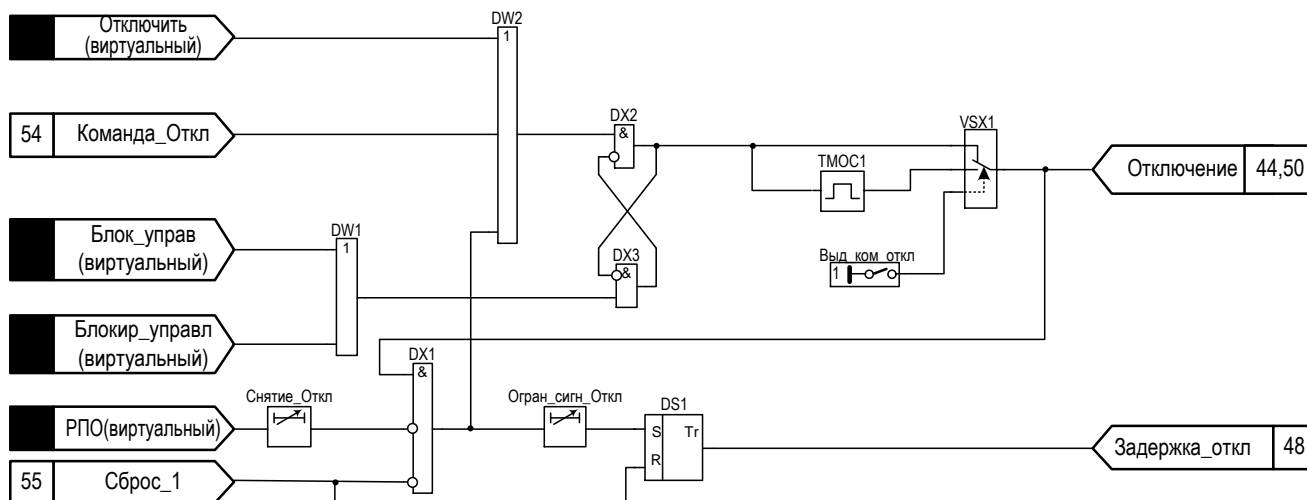 DW2
Отключить
(виртуальный)
1
54 Команда_Откл
DX2
&
VSX1
TMOC1
Отключение 44,50
Блок_управ
(виртуальный)
DW1
1
DX3
&
Выд_ком_откл
1
Блокир_управл
(виртуальный)
DX1
&
Снятие_Откл
Огран_сигн_Откл
DS1
РПО(виртуальный)
S Tr
R
Задержка_откл 48
55 Сброс_1